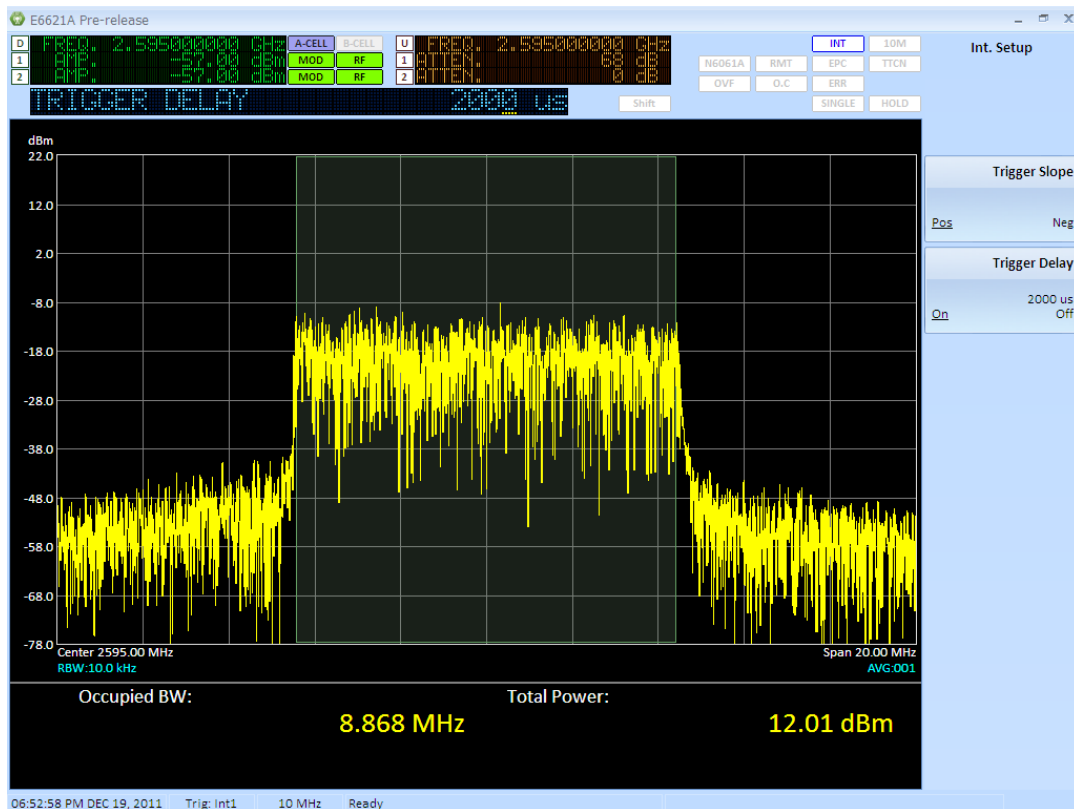 E6621A Pre-release
D FREQ. 2.595000000 GHz A-CELL B-CELL U FREQ. 2.595000000 GHz INT 10M
1 AMP. -57.00 dBm MOD RF 1 ATTEN. 60 dB N6061A RMT EPC TTCN
2 AMP. -57.00 dBm MOD RF 2 0 dB OVF O.C ERR
TRIGGER DELAY 2000 us Shift SINGLE HOLD
Int. Setup
Trigger Slope
Pos Neg
Trigger Delay
2000 us
On Off
dBm
22.0
12.0
2.0
-8.0
-18.0
-28.0
-38.0
-48.0
-58.0
-68.0
-78.0
Center 2595.00 MHz Span 20.00 MHz
RBW:10.0 kHz AVG:001
Occupied BW: Total Power:
8.868 MHz 12.01 dBm
06:52:58 PM DEC 19, 2011 Trig: Int1 10 MHz Ready